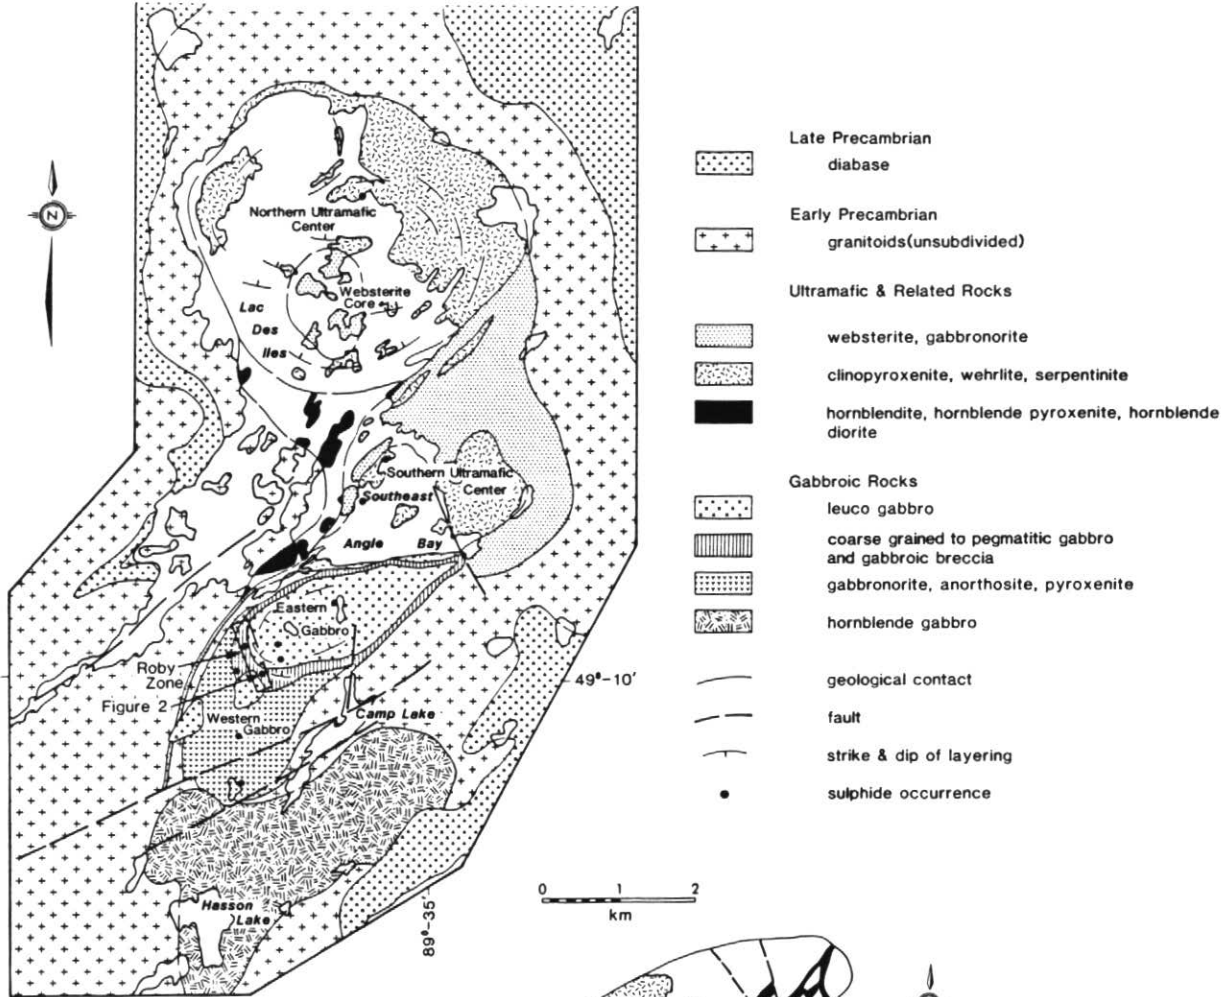 N
Northern Ultramafic
Center
Websterite
Core
Lac
Des
Iles
Southern Ultramafic
Center
Southeast
Angle Bay
Eastern
Gabbro
Roby
Zone
Figure 2
Western
Gabbro
Camp Lake
Hasson
Lake
49°-10'
89°-35'
Late Precambrian
diabase
Early Precambrian
granitoids(unsubdivided)
Ultramafic & Related Rocks
websterite, gabbronorite
clinopyroxenite, wehrlite, serpentinite
hornblendite, hornblende pyroxenite, hornblende
diorite
Gabbroic Rocks
leuco gabbro
coarse grained to pegmatitic gabbro
and gabbroic breccia
gabbronorite, anorthosite, pyroxenite
hornblende gabbro
geological contact
fault
strike & dip of layering
sulphide occurrence
0 1 2
km